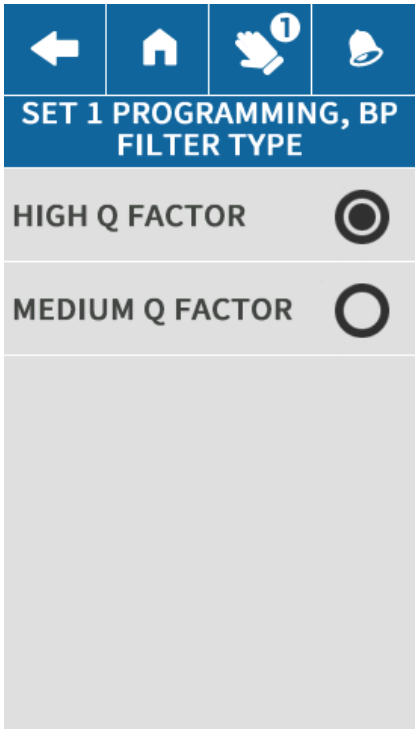 1
SET 1 PROGRAMMING, BP
FILTER TYPE
HIGH Q FACTOR
MEDIUM Q FACTOR